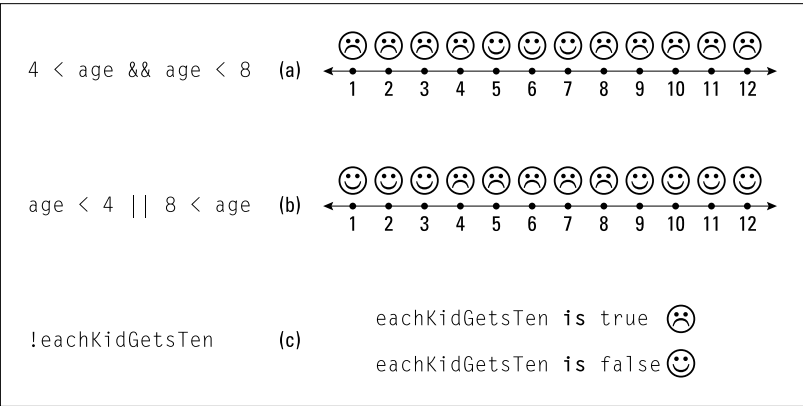 4 < age && age < 8 (a)
1 2 3 4 5 6 7 8 9 10 11 12
age < 4 || 8 < age (b)
1 2 3 4 5 6 7 8 9 10 11 12
eachKidGetsTen is true
!eachKidGetsTen (c)
eachKidGetsTen is false